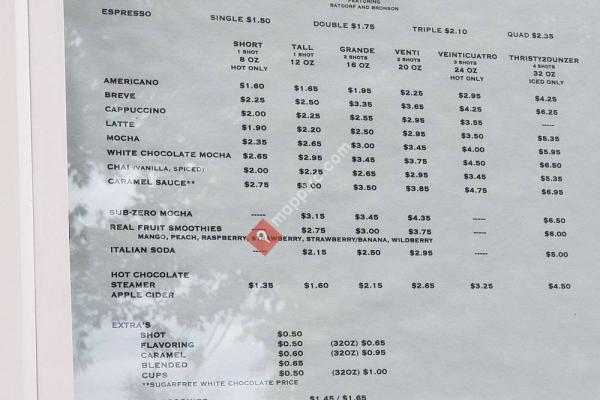 FEATURING
BATDORF AND BRONSON
ESPRESSO SINGLE $1.50 DOUBLE $1.75 TRIPLE $2.10 QUAD $2.35
SHORT TALL GRANDE VENTI VEINTICUATRO THRISTY2OUNZER
1 SHOT 1 SHOT 2 SHOTS 2 SHOTS 3 SHOTS 4 SHOTS
8 OZ 12 OZ 16 OZ 20 OZ 24 OZ 32 OZ
HOT ONLY HOT ONLY ICED ONLY
AMERICANO $1.60 $1.65 $1.95 $2.25 $2.95 $4.25
BREVE $2.25 $2.50 $3.35 $3.65 $4.25 $6.25
CAPPUCCINO $2.00 $2.25 $2.55 $2.95 $3.55 -----
LATTE $1.90 $2.20 $2.50 $2.95 $3.50 $5.35
MOCHA $2.35 $2.65 $3.00 $3.45 $4.00 $5.95
WHITE CHOCOLATE MOCHA $2.65 $2.95 $3.45 $3.75 $4.50 $6.50
CHAI (VANILLA, SPICED) $2.00 $2.25 $2.65 $2.95 $3.45 $5.35
CARAMEL SAUCE** $2.75 $3.00 $3.50 $3.85 $4.75 $6.95
SUB-ZERO MOCHA ----- $3.15 $3.45 $4.35 ----- $6.50
REAL FRUIT SMOOTHIES ----- $2.75 $3.00 $3.75 ----- $6.00
MANGO, PEACH, RASPBERRY, STRAWBERRY, STRAWBERRY/BANANA, WILDBERRY
ITALIAN SODA ----- $2.15 $2.50 $2.95 ----- $5.00
HOT CHOCOLATE
STEAMER $1.35 $1.60 $2.15 $2.65 $3.25 $4.50
APPLE CIDER
EXTRA'S
SHOT $0.50
FLAVORING $0.50 (32OZ) $0.65
CARAMEL $0.60 (32OZ) $0.95
BLENDED $0.65
CUPS $0.50 (32OZ) $1.00
**SUGARFREE WHITE CHOCOLATE PRICE
$1.45 / $1.65